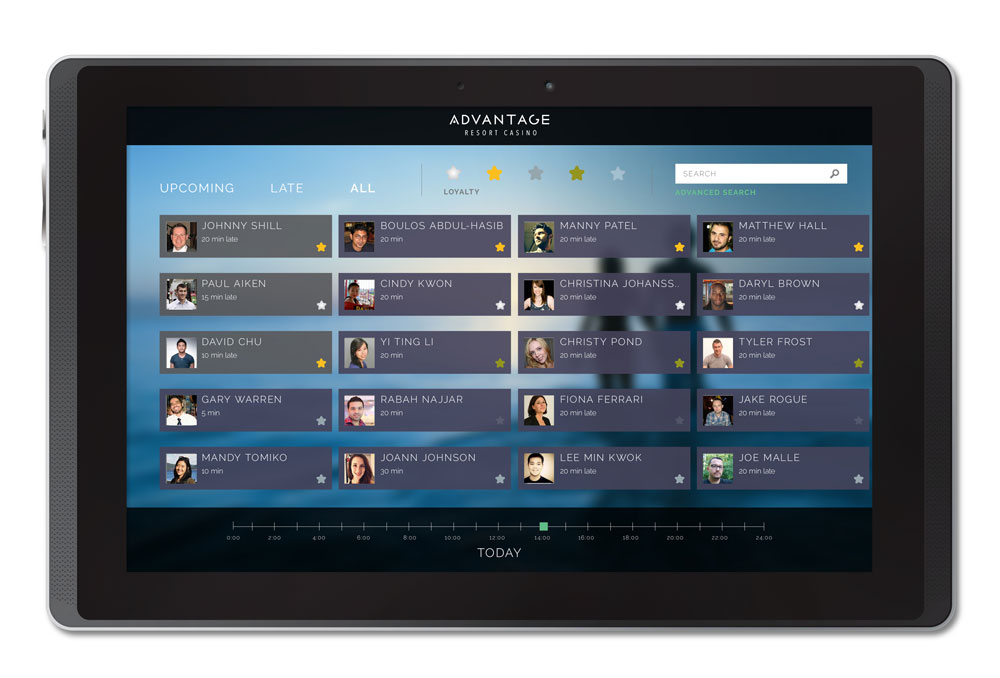 ADVANTAGE
RESORT CASINO
UPCOMING LATE ALL
LOYALTY
SEARCH
ADVANCED SEARCH
JOHNNY SHILL
20 min late
BOULOS ABDUL-HASIB
20 min
MANNY PATEL
20 min late
MATTHEW HALL
20 min late
PAUL AIKEN
15 min late
CINDY KWON
20 min
CHRISTINA JOHANSS..
20 min late
DARYL BROWN
20 min late
DAVID CHU
10 min late
YI TING LI
20 min
CHRISTY POND
20 min late
TYLER FROST
20 min late
GARY WARREN
5 min
RABAH NAJJAR
20 min
FIONA FERRARI
20 min late
JAKE ROGUE
20 min late
MANDY TOMIKO
10 min
JOANN JOHNSON
30 min
LEE MIN KWOK
20 min late
JOE MALLE
20 min late
0:00 2:00 4:00 6:00 8:00 10:00 12:00 14:00 16:00 18:00 20:00 22:00 24:00
TODAY